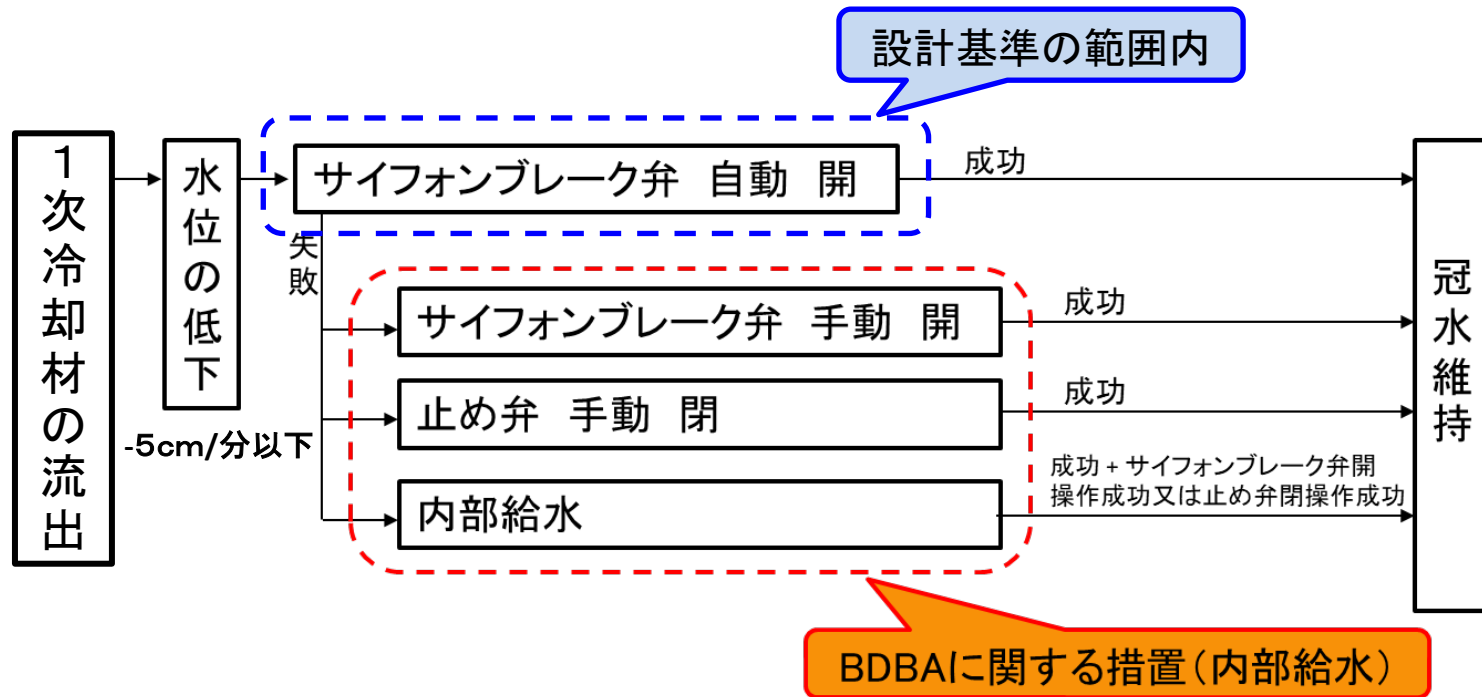 設計基準の範囲内
1次冷却材の流出
水位の低下
サイフォンブレーク弁 自動 開
成功
失敗
サイフォンブレーク弁 手動 開
成功
止め弁 手動 閉
成功
-5cm/分以下
内部給水
成功 + サイフォンブレーク弁開
操作成功又は止め弁閉操作成功
冠水維持
BDBAに関する措置(内部給水)